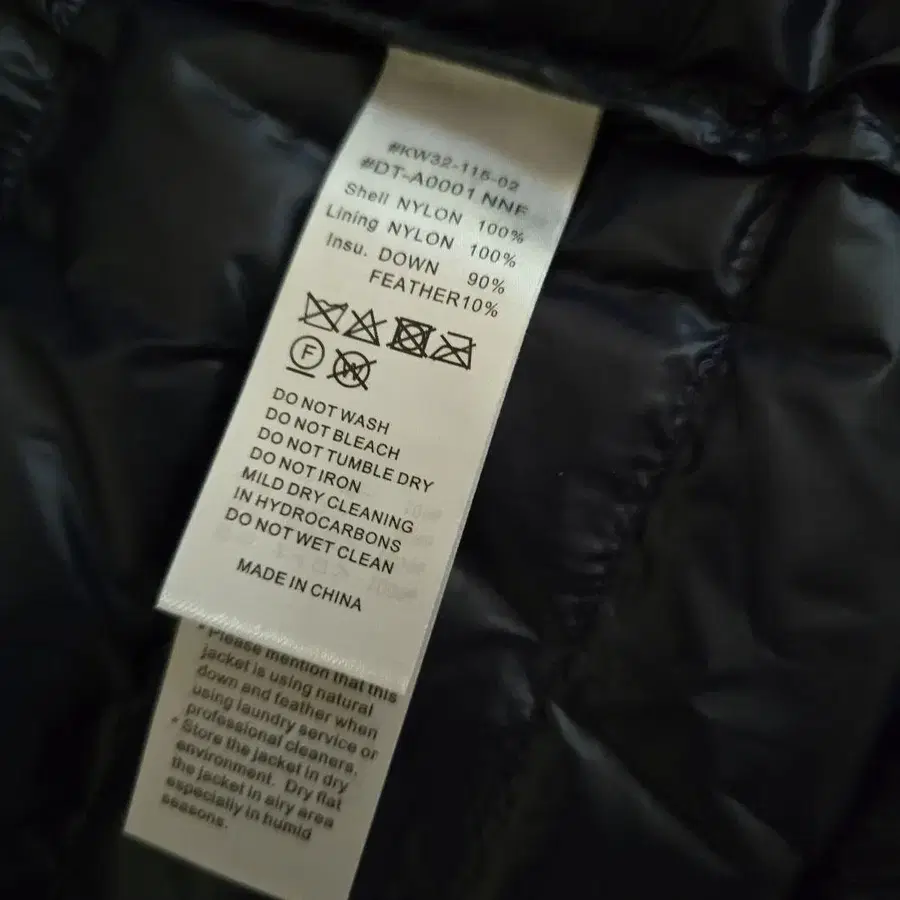 #KW32-115-02
#DT-A0001 NNF
Shell NYLON 100%
Lining NYLON 100%
Insu. DOWN 90%
FEATHER10%
F
W
DO NOT WASH
DO NOT BLEACH
DO NOT TUMBLE DRY
DO NOT IRON
MILD DRY CLEANING
IN HYDROCARBONS
DO NOT WET CLEAN
MADE IN CHINA
* Please mention that this
jacket is using natural
down and feather when
using laundry service or
professional cleaners.
* Store the jacket in dry
environment. Dry flat
the jacket in airy area
especially in humid
seasons.